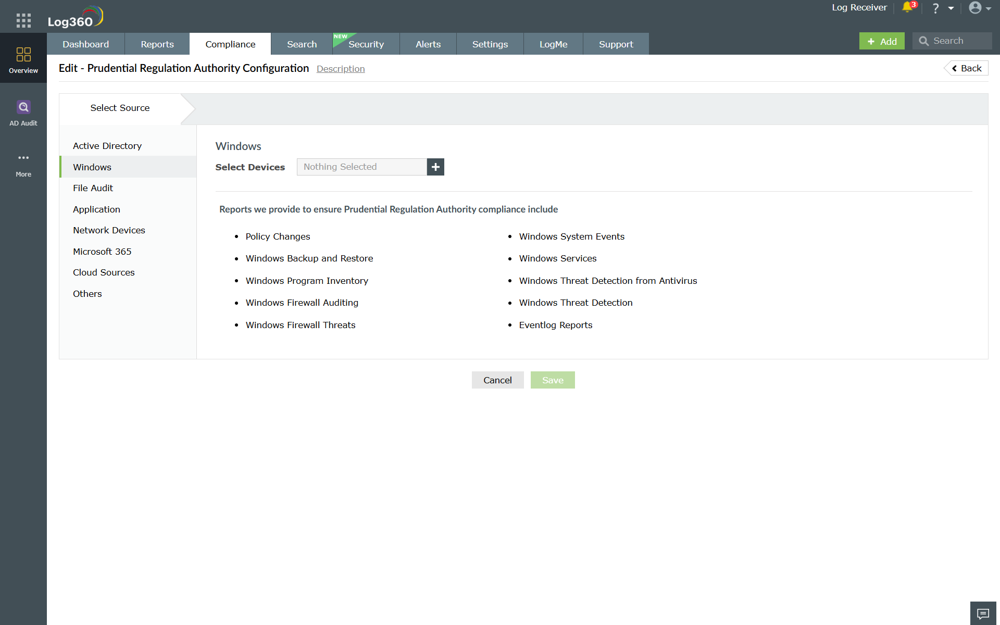 Log Receiver
3
?
Log360
Dashboard
Reports
Compliance
Search
NEW
Security
Alerts
Settings
LogMe
Support
+ Add
Search
Overview
AD Audit
More
Edit - Prudential Regulation Authority Configuration
Description
Back
Select Source
Active Directory
Windows
File Audit
Application
Network Devices
Microsoft 365
Cloud Sources
Others
Windows
Select Devices
Nothing Selected
+
Reports we provide to ensure Prudential Regulation Authority compliance include
• Policy Changes
• Windows Backup and Restore
• Windows Program Inventory
• Windows Firewall Auditing
• Windows Firewall Threats
• Windows System Events
• Windows Services
• Windows Threat Detection from Antivirus
• Windows Threat Detection
• Eventlog Reports
Cancel
Save